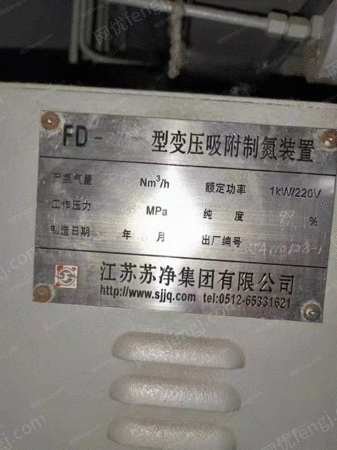 FD- 型变压吸附制氮装置
产氮气量 Nm³/h 额定功率 1kW/220V
工作压力 MPa 纯度 99 %
制造日期 年 月 出厂编号
江苏苏净集团有限公司
http://www.sjjq.com tel:0512-65331621